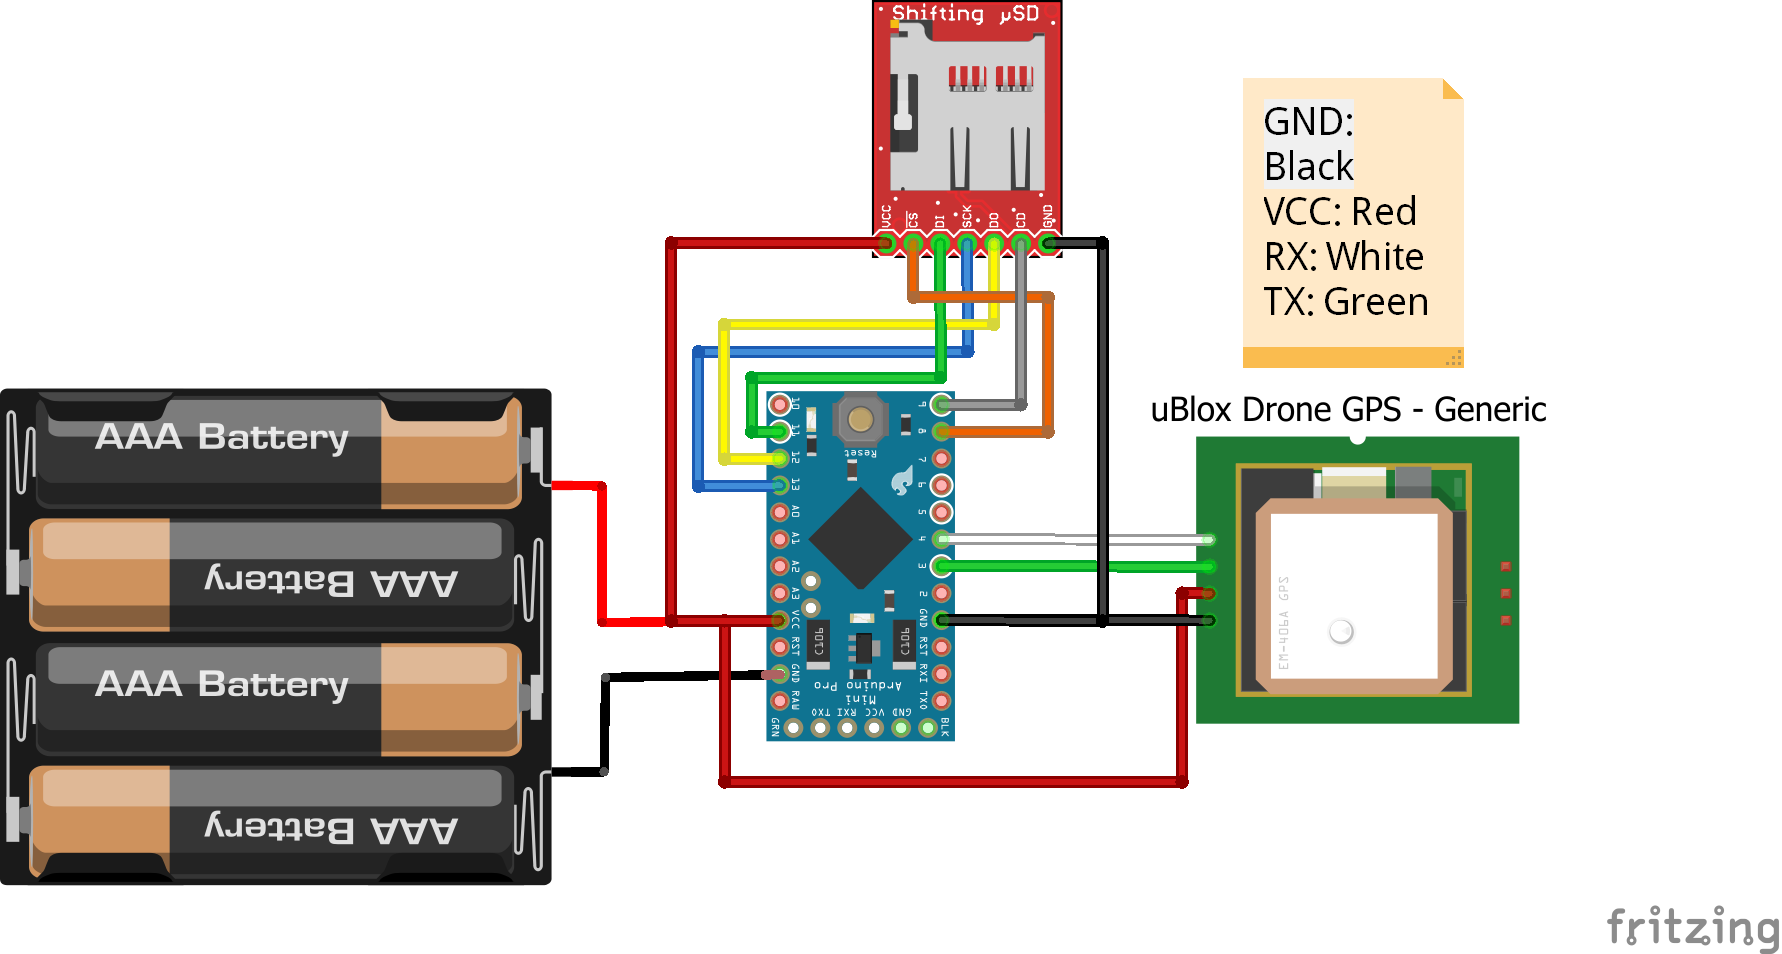 Shifting µSD
VCC
CS
DI
SCK
DO
CD
GND
GND:
Black
VCC: Red
RX: White
TX: Green
uBlox Drone GPS - Generic
AAA Battery
AAA Battery
AAA Battery
AAA Battery
10
11
12
13
A0
A1
A2
A3
VCC
RST
GND
RAW
Reset
9
8
7
6
5
4
3
2
GND
RST
RXI
TXO
C106
C106
Arduino Pro
Mini
GRN
TXO RXI VCC GND
BLK
EM-406A GPS
fritzing